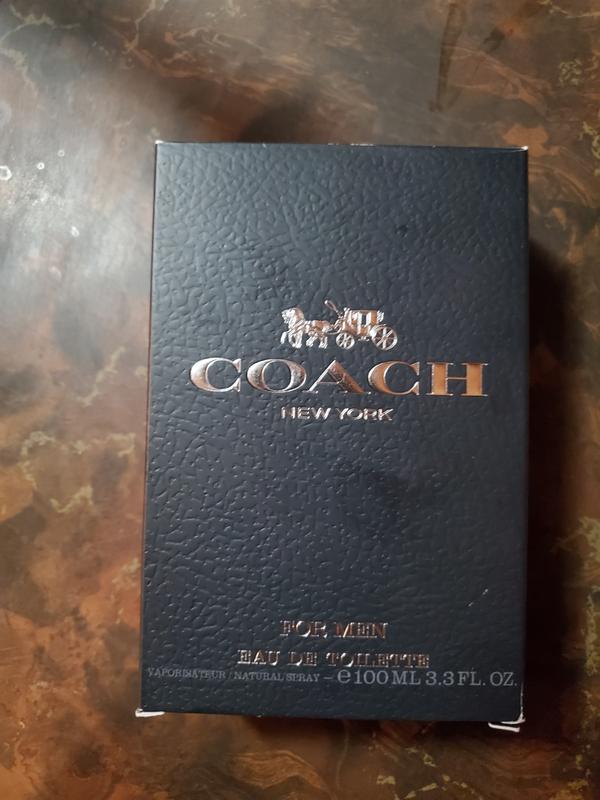 COACH
NEW YORK
FOR MEN
EAU DE TOILETTE
VAPORISATEUR / NATURAL SPRAY – ℮ 100 ML 3.3 FL. OZ.